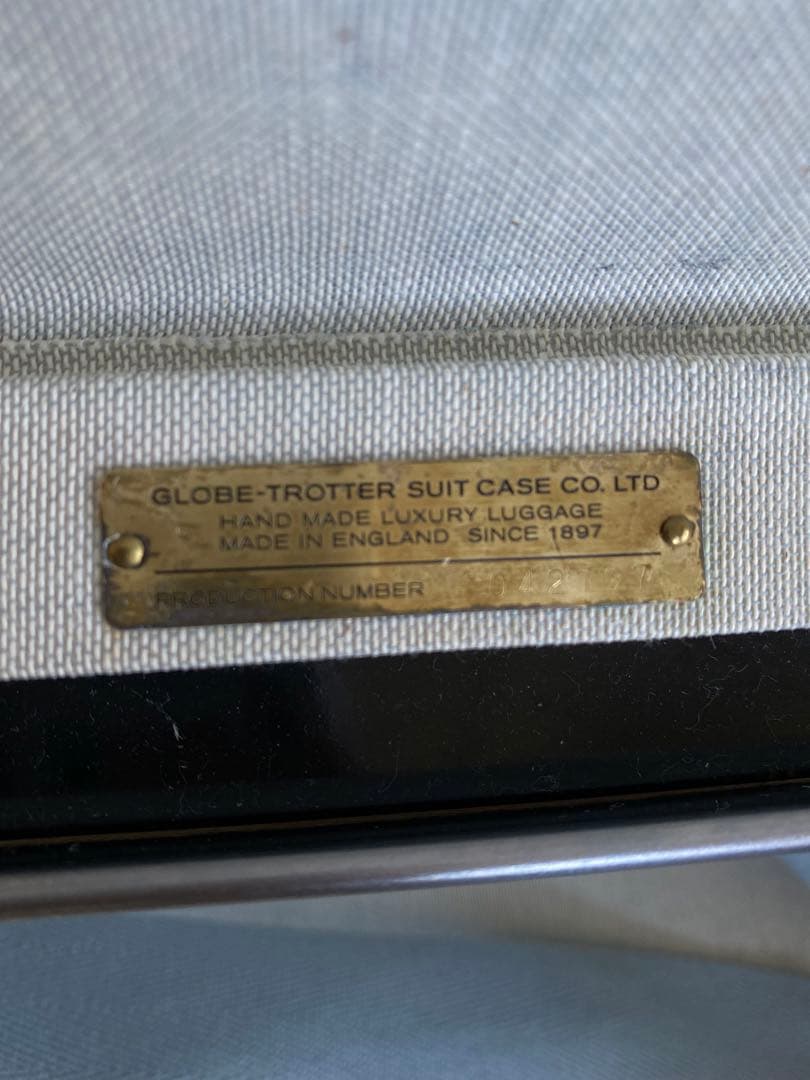 GLOBE-TROTTER SUIT CASE CO. LTD
HAND MADE LUXURY LUGGAGE
MADE IN ENGLAND SINCE 1897
PRODUCTION NUMBER